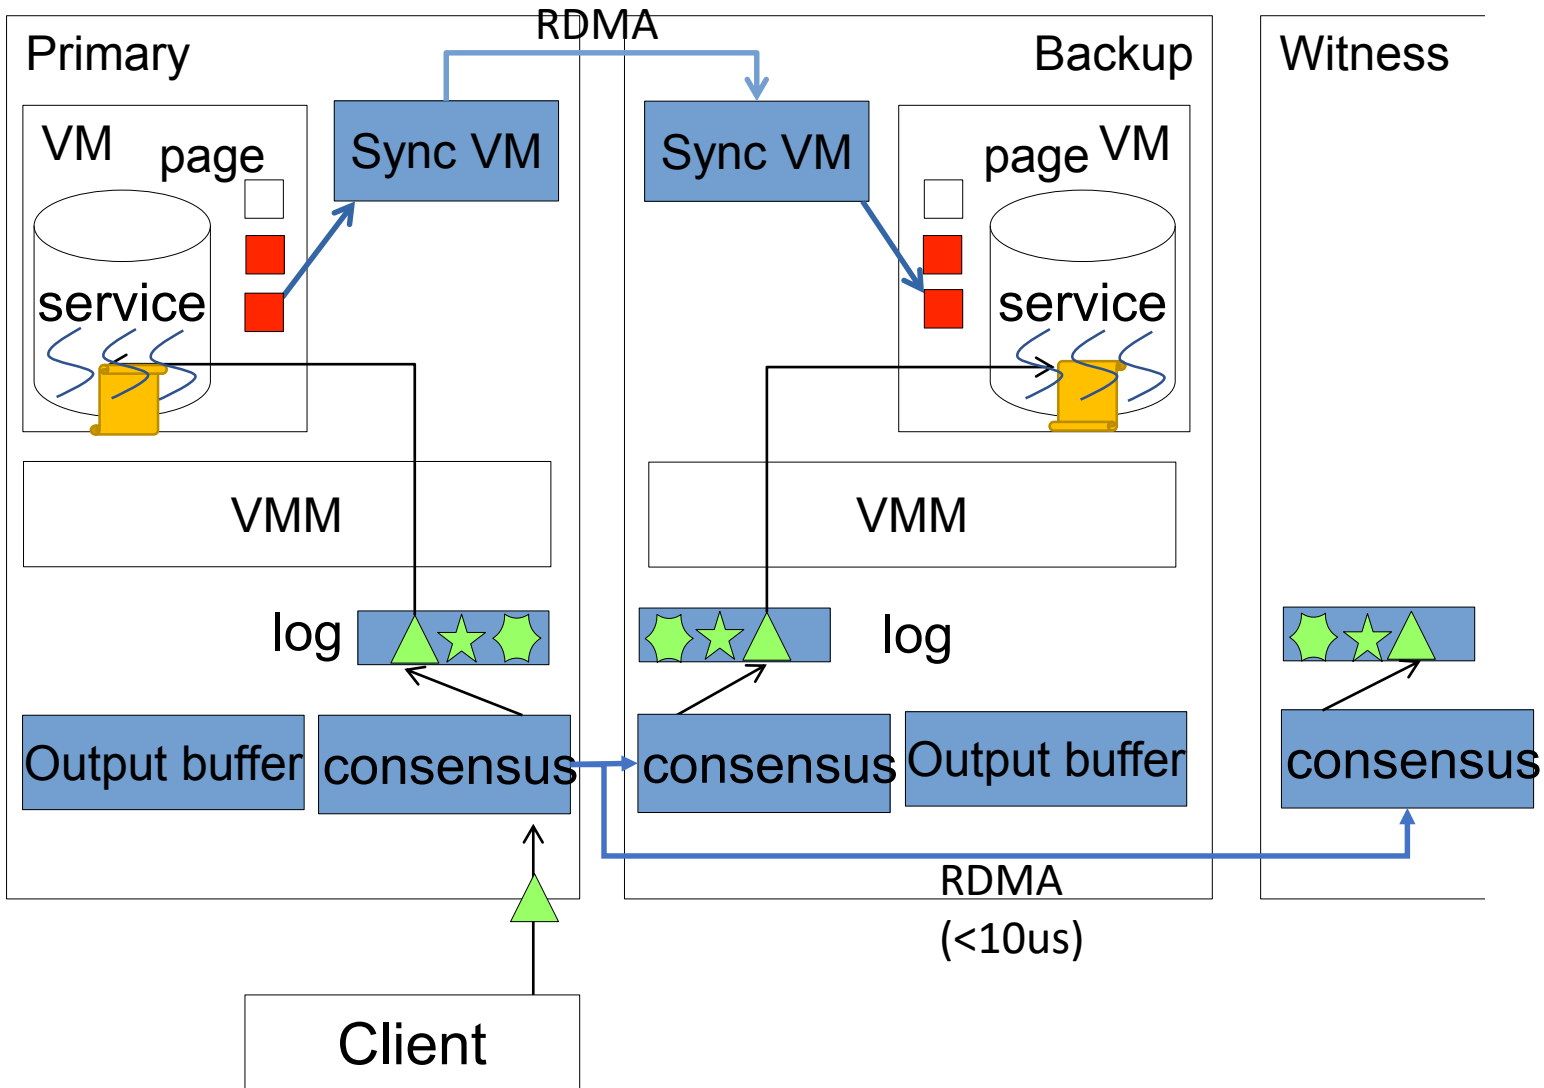 RDMA
Primary
Backup
Witness
VM
page
Sync VM
Sync VM
page
VM
service
service
VMM
VMM
log
log
Output buffer
consensus
consensus
Output buffer
consensus
RDMA
(<10us)
Client